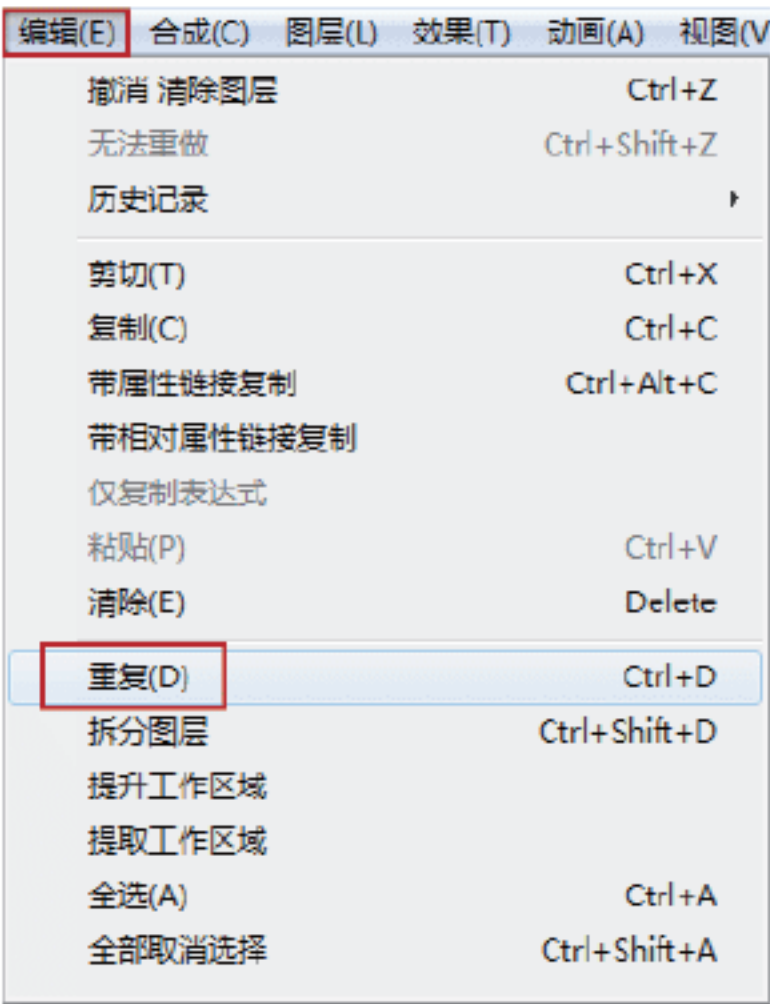 编辑(E) 合成(C) 图层(L) 效果(T) 动画(A) 视图(V
撤消 清除图层 Ctrl+Z
无法重做 Ctrl+Shift+Z
历史记录
剪切(T) Ctrl+X
复制(C) Ctrl+C
带属性链接复制 Ctrl+Alt+C
带相对属性链接复制
仅复制表达式
粘贴(P) Ctrl+V
清除(E) Delete
重复(D) Ctrl+D
拆分图层 Ctrl+Shift+D
提升工作区域
提取工作区域
全选(A) Ctrl+A
全部取消选择 Ctrl+Shift+A